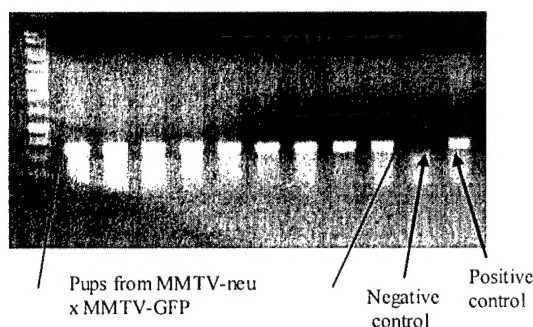 Pups from MMTV-neu
x MMTV-GFP
Negative
control
Positive
control